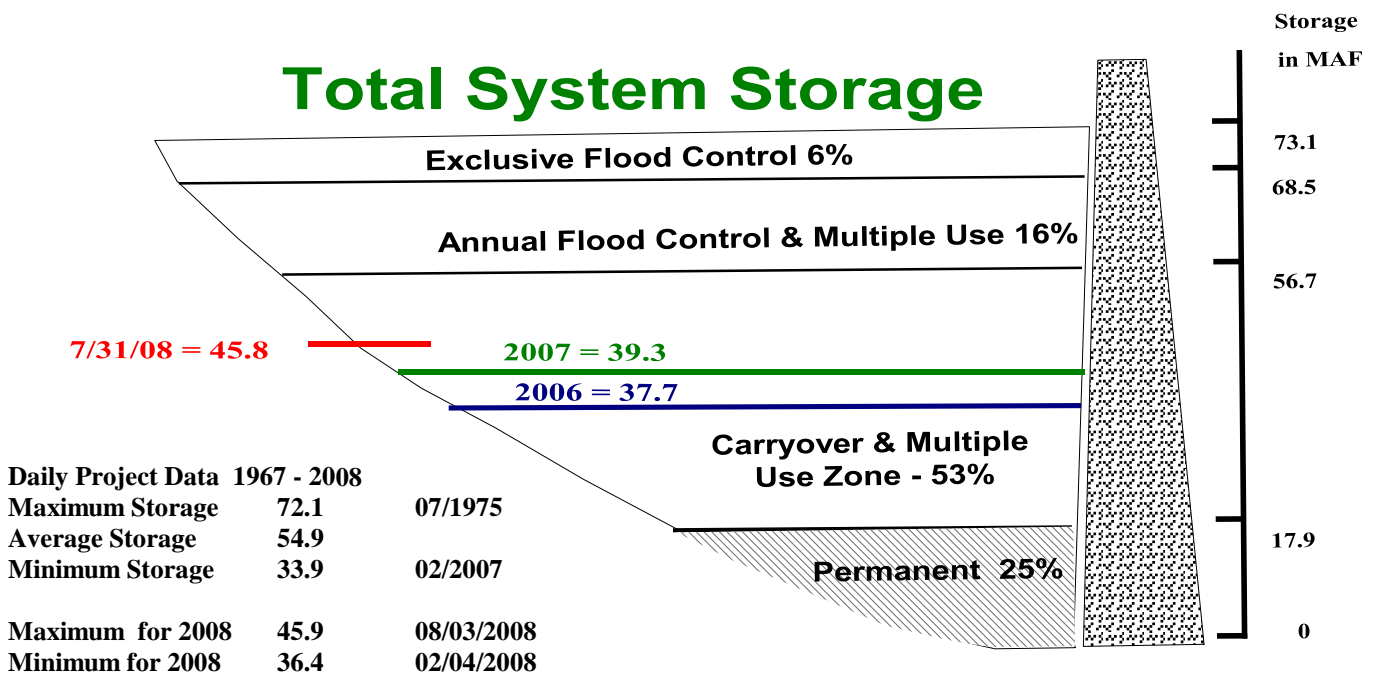 Storage
in MAF
Total System Storage
73.1
Exclusive Flood Control 6%
68.5
Annual Flood Control & Multiple Use 16%
56.7
7/31/08 = 45.8
2007 = 39.3
2006 = 37.7
Carryover & Multiple
Use Zone - 53%
17.9
Permanent 25%
0
Daily Project Data 1967 - 2008
Maximum Storage 72.1 07/1975
Average Storage 54.9
Minimum Storage 33.9 02/2007
Maximum for 2008 45.9 08/03/2008
Minimum for 2008 36.4 02/04/2008